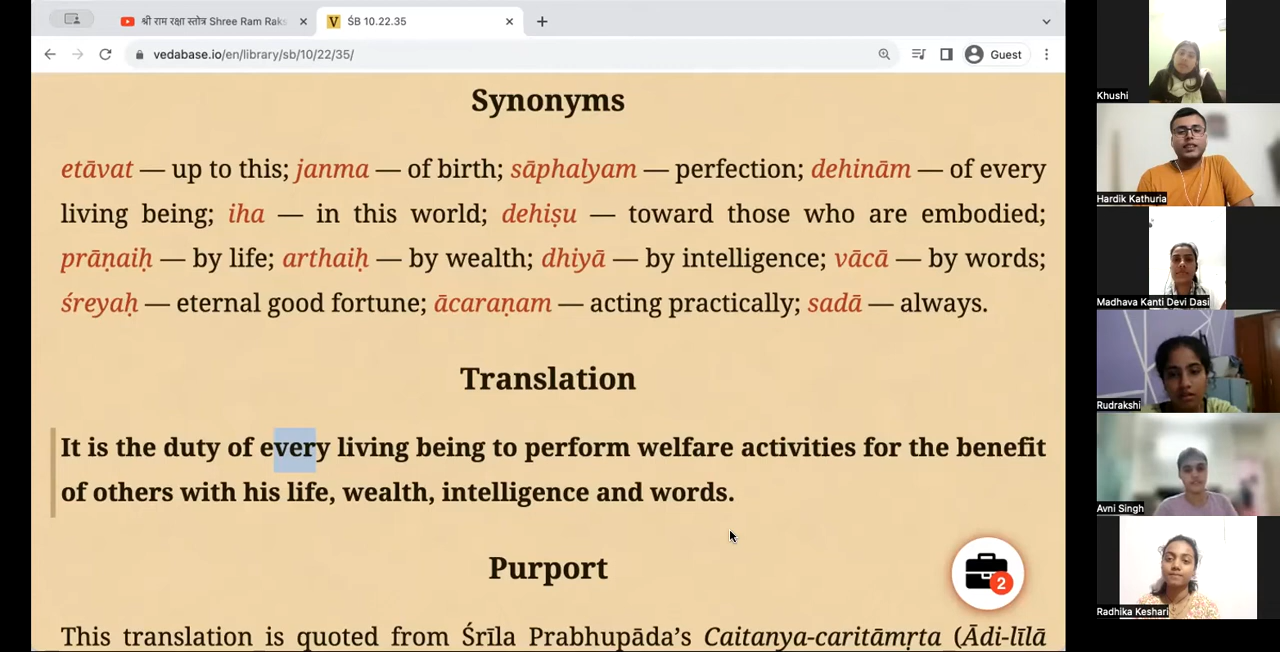 श्री राम रक्षा स्तोत्र Shree Ram Raks
ŚB 10.22.35
vedabase.io/en/library/sb/10/22/35/
Guest
Synonyms
etāvat — up to this; janma — of birth; sāphalyam — perfection; dehinām — of every
living being; iha — in this world; dehiṣu — toward those who are embodied;
prāṇaiḥ — by life; arthaiḥ — by wealth; dhiyā — by intelligence; vācā — by words;
śreyaḥ — eternal good fortune; ācaraṇam — acting practically; sadā — always.
Translation
It is the duty of every living being to perform welfare activities for the benefit
of others with his life, wealth, intelligence and words.
2
Purport
This translation is quoted from Śrīla Prabhupāda’s Caitanya-caritāmṛta (Ādi-līlā
Khushi
Hardik Kathuria
Madhava Kanti Devi Dasi
Rudrakshi
Avni Singh
Radhika Keshari